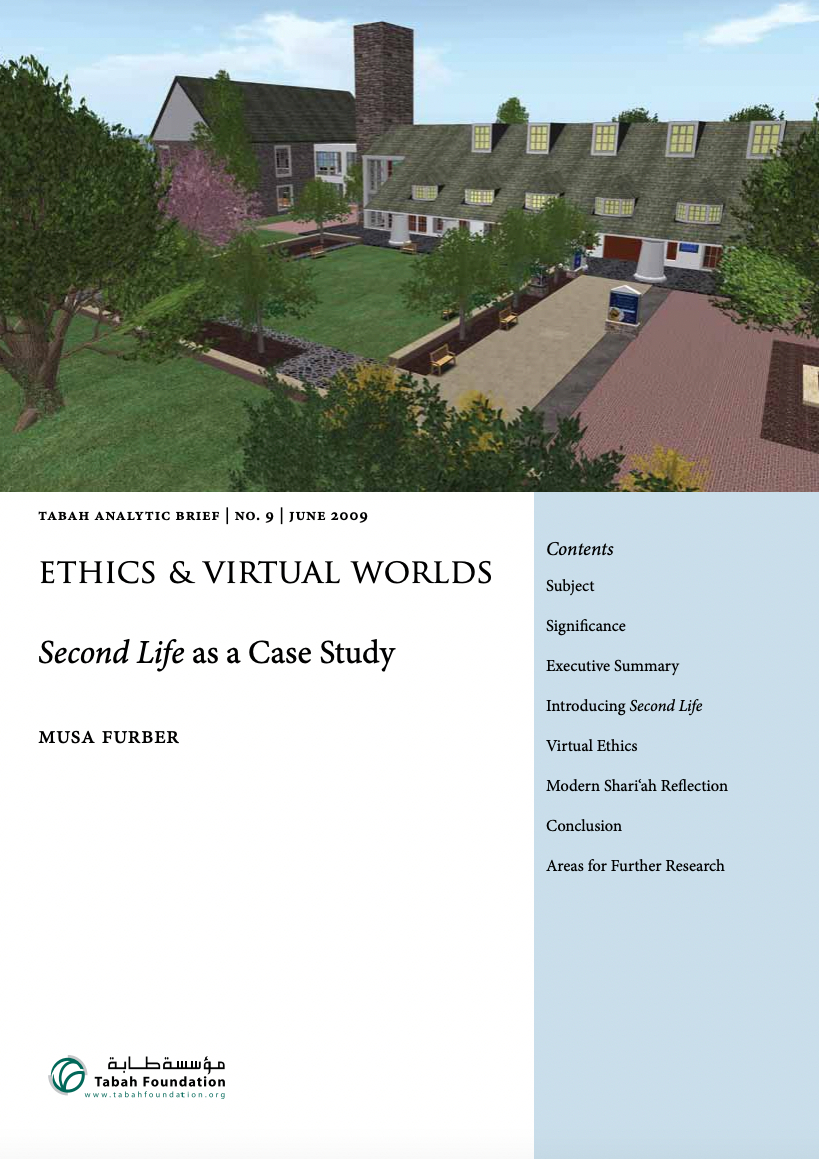 TABAH ANALYTIC BRIEF | NO. 9 | JUNE 2009
ETHICS & VIRTUAL WORLDS
Second Life as a Case Study
MUSA FURBER
Contents
Subject
Significance
Executive Summary
Introducing Second Life
Virtual Ethics
Modern Shari‘ah Reflection
Conclusion
Areas for Further Research
مؤسسة طابة
Tabah Foundation
www.tabahfoundation.org